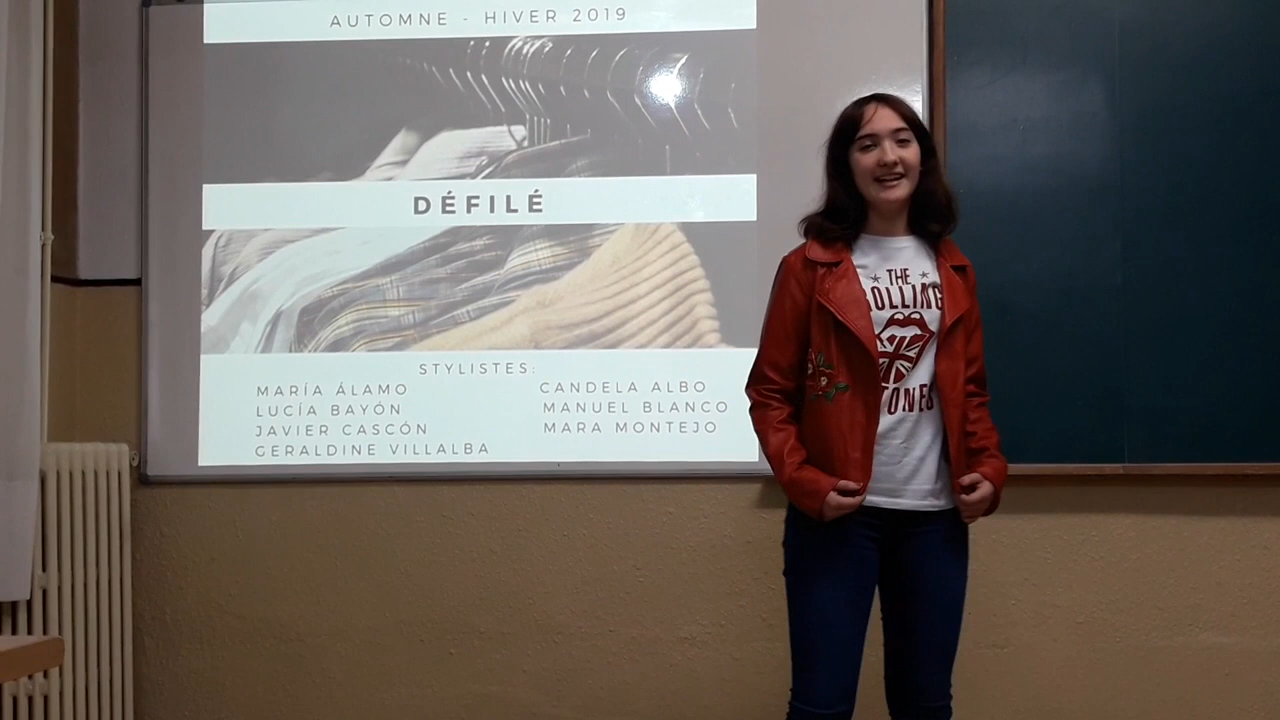 AUTOMNE - HIVER 2019
DÉFILÉ
STYLISTES:
MARÍA ÁLAMO
LUCÍA BAYÓN
JAVIER CASCÓN
GERALDINE VILLALBA
CANDELA ALBO
MANUEL BLANCO
MARA MONTEJO
THE
ROLLING
STONES